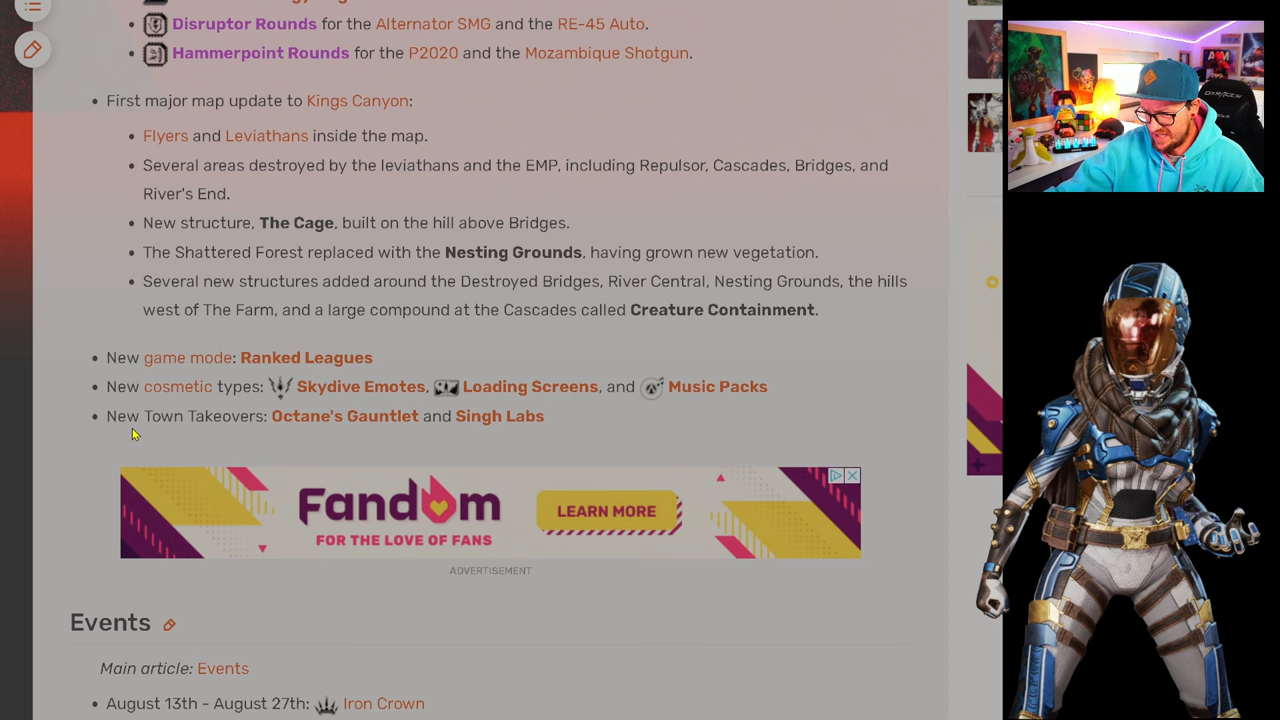 Disruptor Rounds for the Alternator SMG and the RE-45 Auto.
Hammerpoint Rounds for the P2020 and the Mozambique Shotgun.
First major map update to Kings Canyon:
Flyers and Leviathans inside the map.
Several areas destroyed by the leviathans and the EMP, including Repulsor, Cascades, Bridges, and
River's End.
New structure, The Cage, built on the hill above Bridges.
The Shattered Forest replaced with the Nesting Grounds, having grown new vegetation.
Several new structures added around the Destroyed Bridges, River Central, Nesting Grounds, the hills
west of The Farm, and a large compound at the Cascades called Creature Containment.
New game mode: Ranked Leagues
New cosmetic types: Skydive Emotes, Loading Screens, and Music Packs
New Town Takeovers: Octane's Gauntlet and Singh Labs
Fandom
FOR THE LOVE OF FANS
LEARN MORE
ADVERTISEMENT
Events
Main article: Events
August 13th - August 27th: Iron Crown